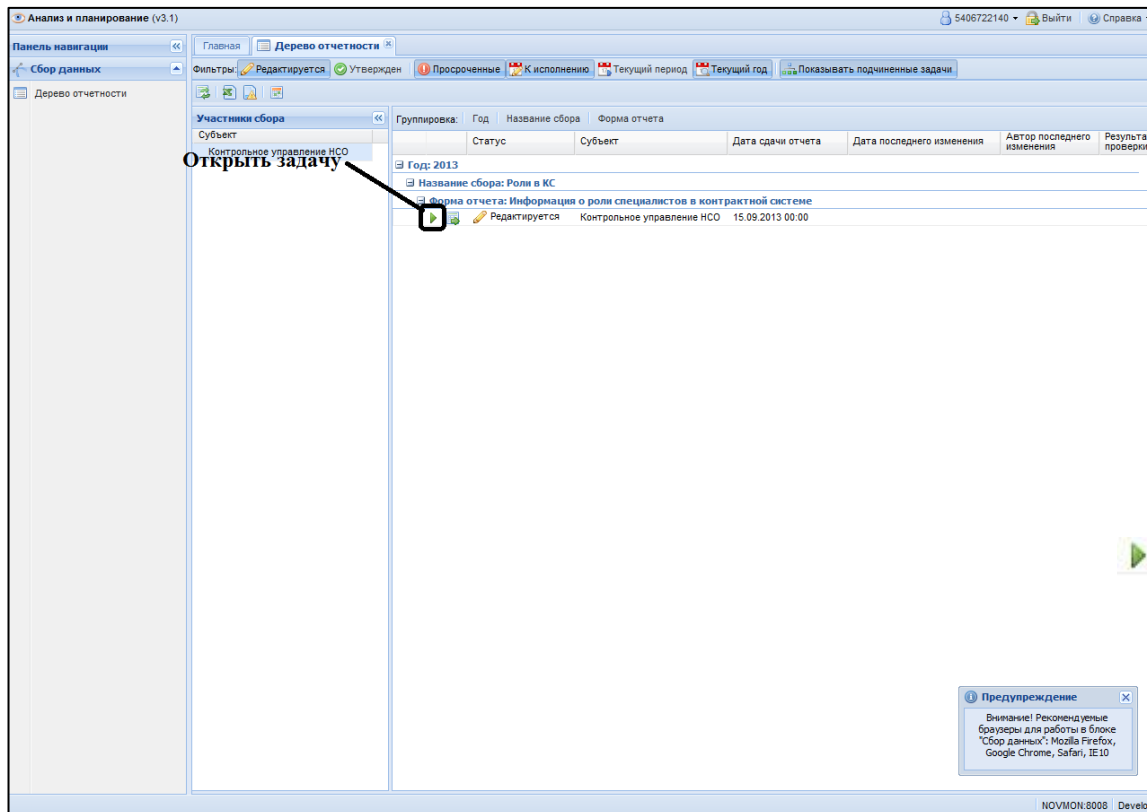 Анализ и планирование (v3.1)
5406722140 Выйти Справка
Панель навигации
Главная Дерево отчетности
Сбор данных
Фильтры: Редактируется Утвержден Просроченные К исполнению Текущий период Текущий год Показывать подчиненные задачи
Дерево отчетности
Участники сбора
Группировка: Год Название сбора Форма отчета
Субъект
Статус Субъект Дата сдачи отчета Дата последнего изменения Автор последнего изменения Результа проверки
Контрольное управление НСО
Открыть задачу
Год: 2013
Название сбора: Роли в КС
Форма отчета: Информация о роли специалистов в контрактной системе
Редактируется Контрольное управление НСО 15.09.2013 00:00
Предупреждение
Внимание! Рекомендуемые
браузеры для работы в блоке
"Сбор данных": Mozilla Firefox,
Google Chrome, Safari, IE10
NOVMON:8008 Develo